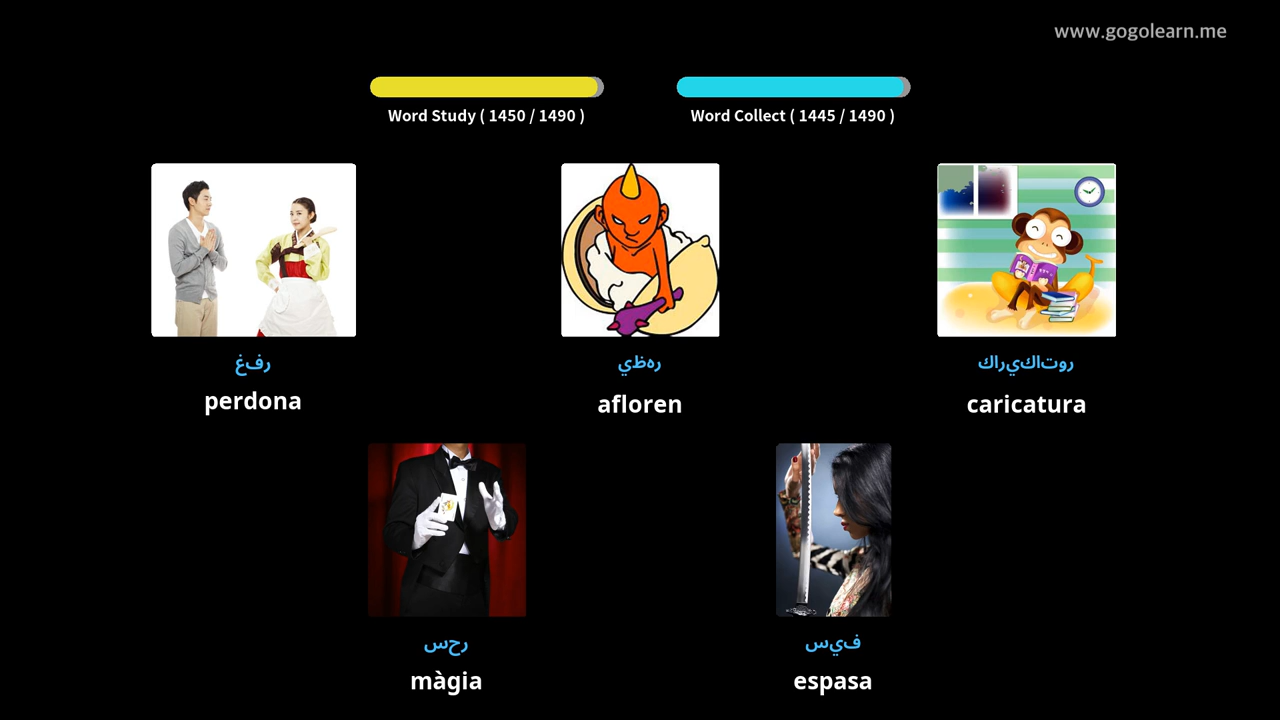 www.gogolearn.me
Word Study ( 1450 / 1490 )
Word Collect ( 1445 / 1490 )
رفغ
perdona
رهظي
afloren
روتاكيراك
caricatura
رحس
màgia
فيس
espasa